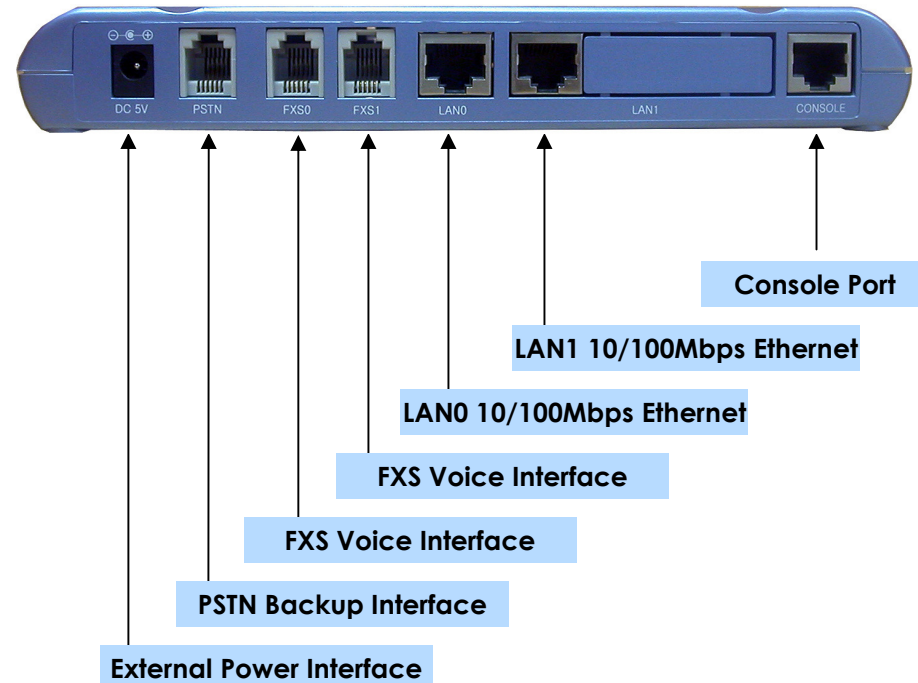 DC 5V
PSTN
FXS0
FXS1
LAN0
LAN1
CONSOLE
Console Port
LAN1 10/100Mbps Ethernet
LAN0 10/100Mbps Ethernet
FXS Voice Interface
FXS Voice Interface
PSTN Backup Interface
External Power Interface